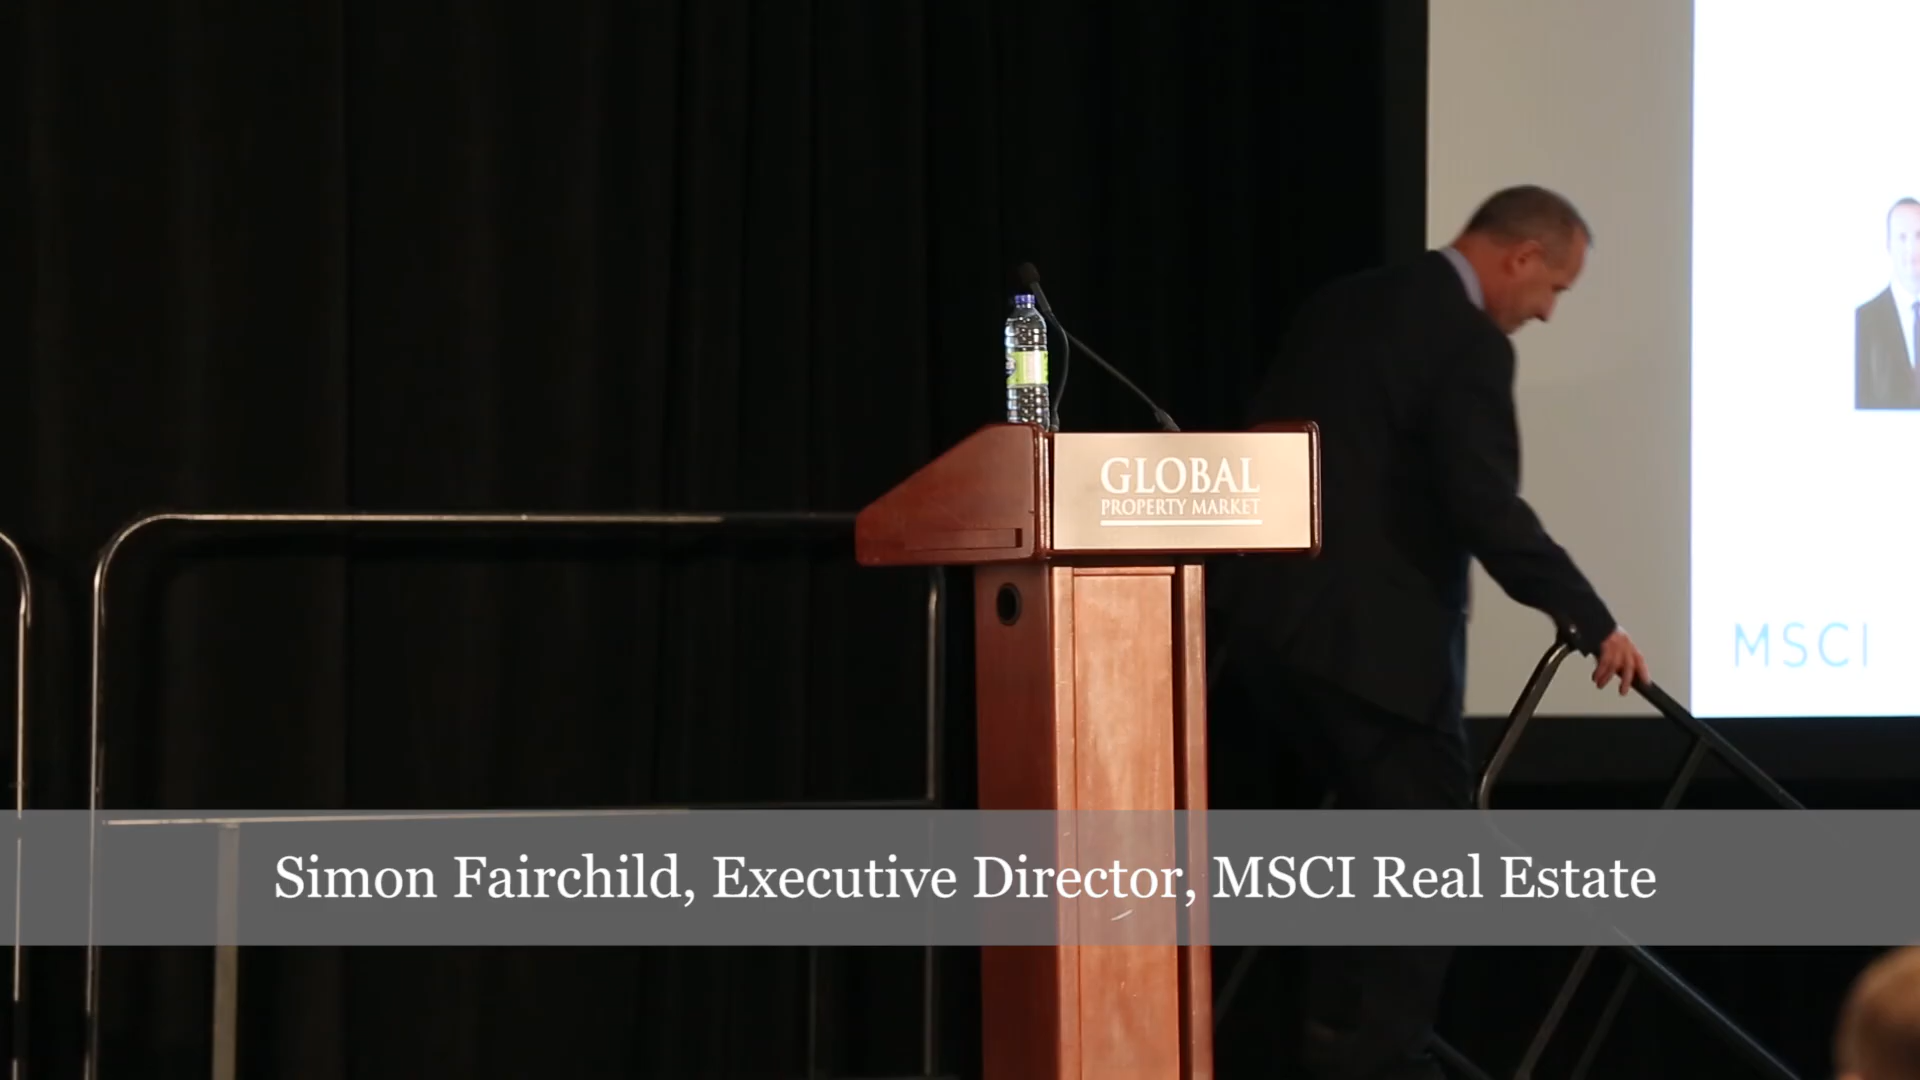 GLOBAL
PROPERTY MARKET
MSCI
Simon Fairchild, Executive Director, MSCI Real Estate